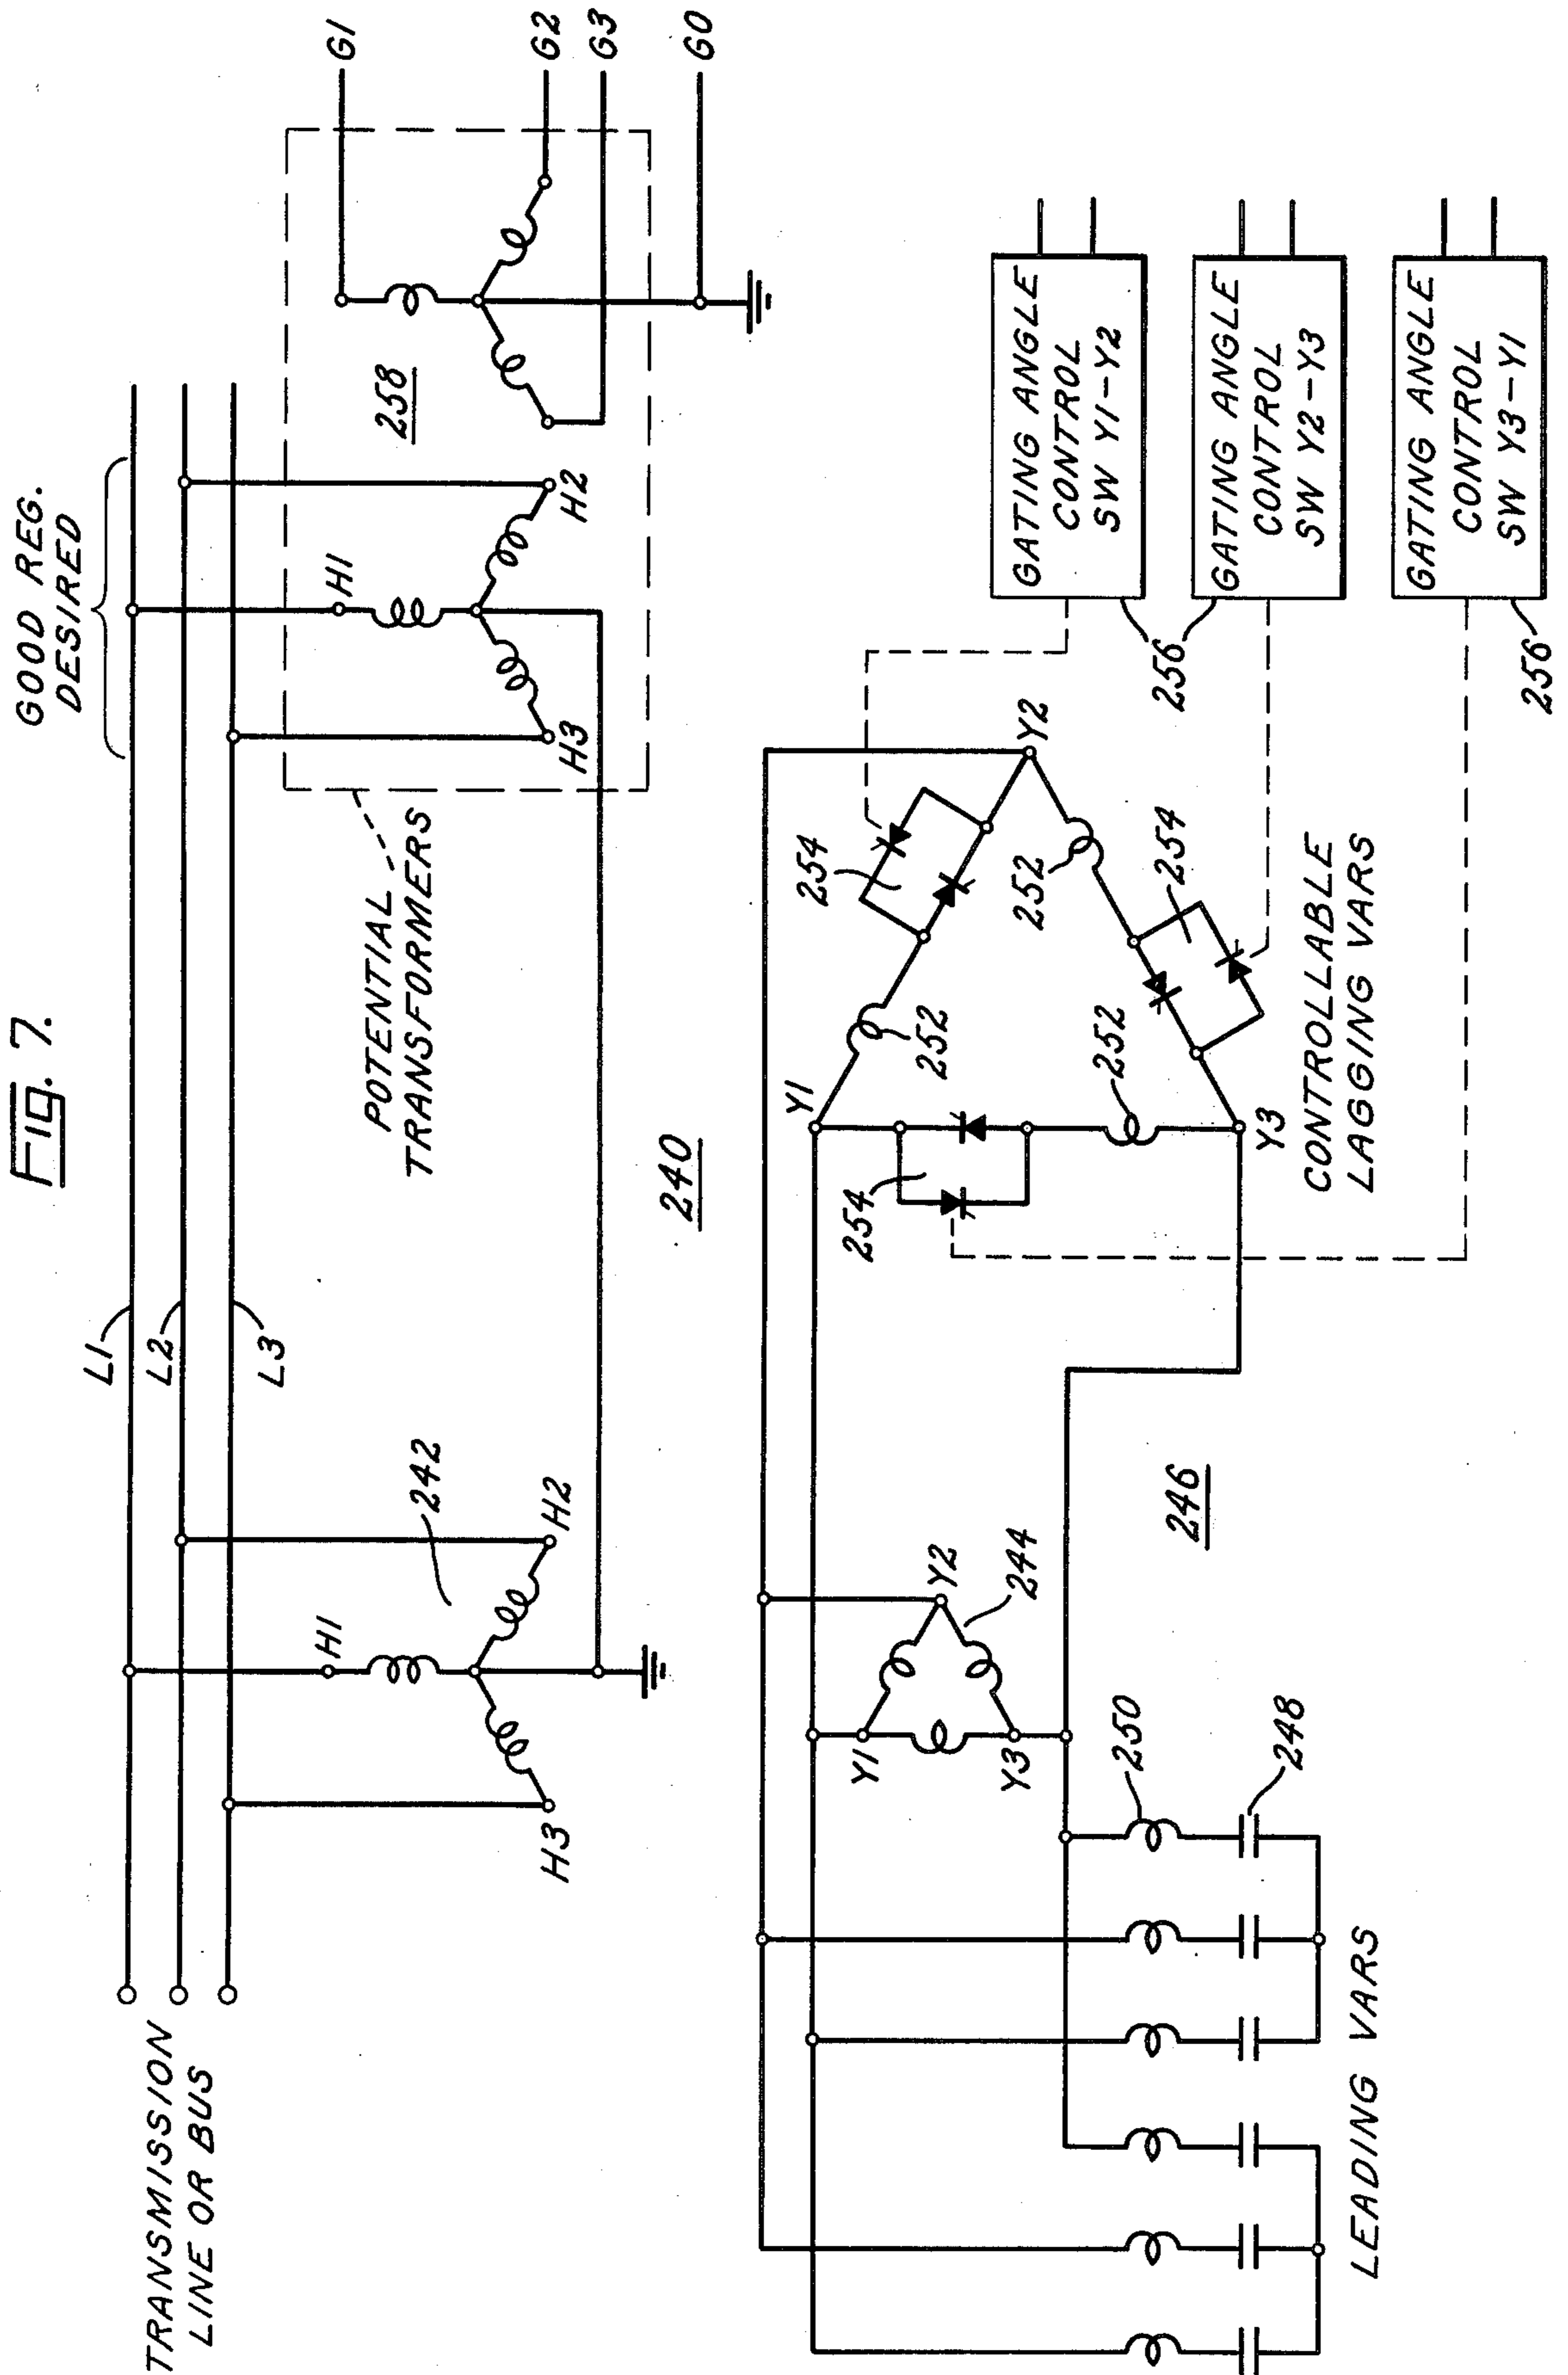 Fig. 7.
GOOD REG.
DESIRED
TRANSMISSION
LINE OR BUS
L1
L2
L3
H1
H2
H3
242
H1
H2
H3
258
G1
G2
G3
G0
POTENTIAL
TRANSFORMERS
240
Y1
Y2
Y3
244
246
250
248
LEADING VARS
Y1
Y2
Y3
252
252
252
254
254
254
CONTROLLABLE
LAGGING VARS
GATING ANGLE
CONTROL
SW Y1-Y2
GATING ANGLE
CONTROL
SW Y2-Y3
GATING ANGLE
CONTROL
SW Y3-Y1
256
256